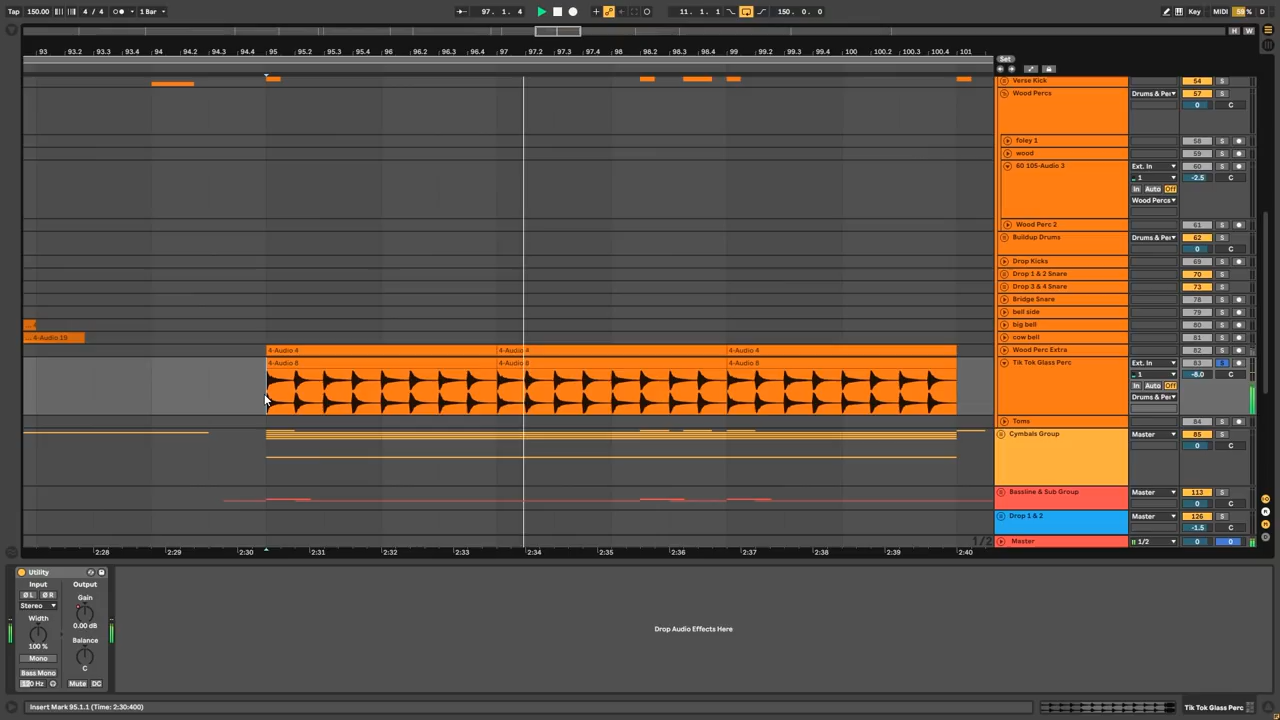 Tap 150.00 4 / 4 1 Bar 97. 1. 4 11. 1. 1 150. 0. 0 Key MIDI 59 % D
93 93.2 93.3 93.4 94 94.2 94.3 94.4 95 95.2 95.3 95.4 96 96.2 96.3 96.4 97 97.2 97.3 97.4 98 98.2 98.3 98.4 99 99.2 99.3 99.4 100 100.2 100.3 100.4 101
H W
Set
Verse Kick 54 S
Wood Percs Drums & Per 57 S
0 C
foley 1 58 S
wood 59 S
60 105-Audio 3 Ext. In 60 S
1 -2.5 C
In Auto Off
Wood Percs
Wood Perc 2 61 S
Buildup Drums Drums & Per 62 S
0 C
Drop Kicks 69 S
Drop 1 & 2 Snare 70 S
Drop 3 & 4 Snare 73 S
Bridge Snare 78 S
bell side 79 S
big bell 80 S
... 4-Audio 10
cow bell 81 S
4-Audio 4 4-Audio 4 4-Audio 4
Wood Perc Extra 82 S
4-Audio 8 4-Audio 8 4-Audio 8
Tik Tok Glass Perc Ext. In 83 S
1 -8.0 C
In Auto Off
Drums & Per
Toms 84 S
Cymbals Group Master 85 S
0 C
Bassline & Sub Group Master 113 S
0 C
Drop 1 & 2 Master 126 S
-1.5 C
1/2
Master 1/2 0 0
2:28 2:29 2:30 2:31 2:32 2:33 2:34 2:35 2:36 2:37 2:38 2:39 2:40
Utility
Input Output
Ø L Ø R Gain
Stereo
Width 0.00 dB
100 % Balance
Mono
C
Bass Mono
Mute DC
Drop Audio Effects Here
Insert Mark 95.1.1 (Time: 2:30:400)
Tik Tok Glass Perc